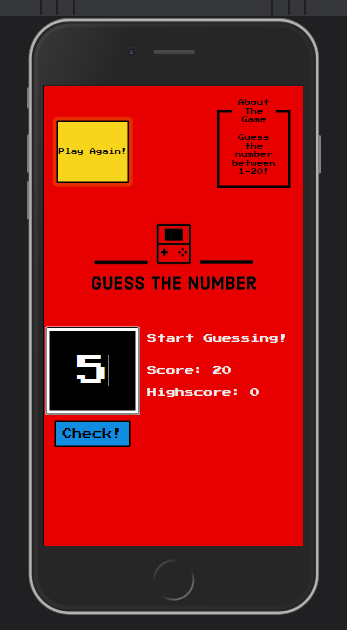 About
The
Game
Play Again!
Guess
the
number
between
1-20!
GUESS THE NUMBER
Start Guessing!
5
Score: 20
Highscore: 0
Check!